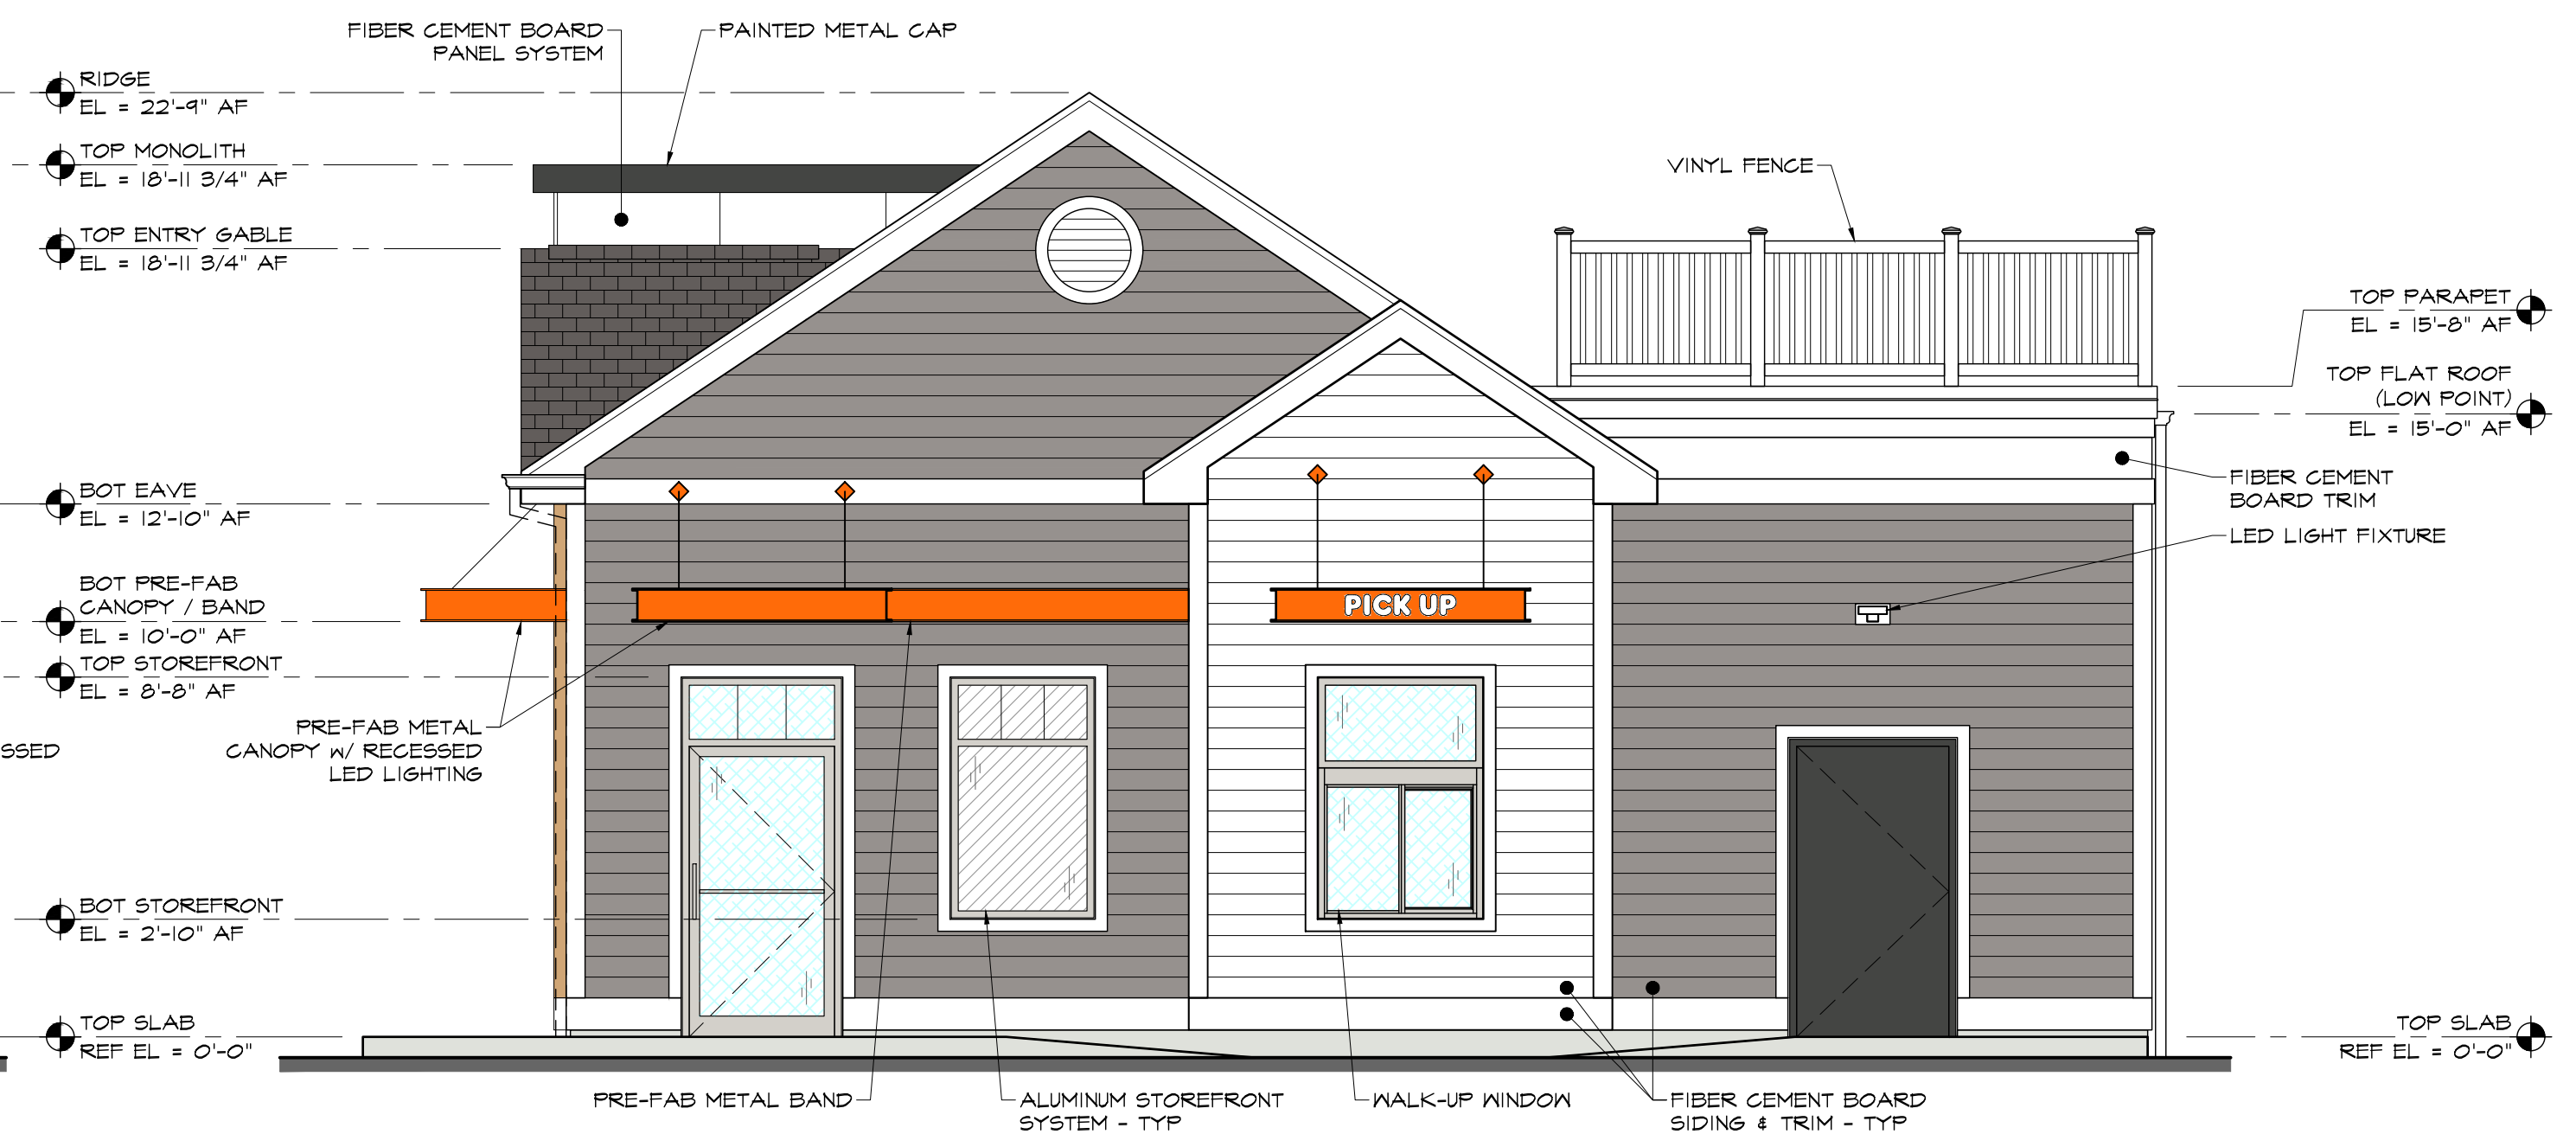 FIBER CEMENT BOARD
PANEL SYSTEM
PAINTED METAL CAP
RIDGE
EL = 22'-9" AF
TOP MONOLITH
EL = 18'-11 3/4" AF
TOP ENTRY GABLE
EL = 18'-11 3/4" AF
BOT EAVE
EL = 12'-10" AF
BOT PRE-FAB
CANOPY / BAND
EL = 10'-0" AF
TOP STOREFRONT
EL = 8'-8" AF
PRE-FAB METAL
CANOPY W/ RECESSED
LED LIGHTING
SSED
BOT STOREFRONT
EL = 2'-10" AF
TOP SLAB
REF EL = 0'-0"
PICK UP
VINYL FENCE
TOP PARAPET
EL = 15'-8" AF
TOP FLAT ROOF
(LOW POINT)
EL = 15'-0" AF
FIBER CEMENT
BOARD TRIM
LED LIGHT FIXTURE
TOP SLAB
REF EL = 0'-0"
PRE-FAB METAL BAND
ALUMINUM STOREFRONT
SYSTEM - TYP
WALK-UP WINDOW
FIBER CEMENT BOARD
SIDING & TRIM - TYP